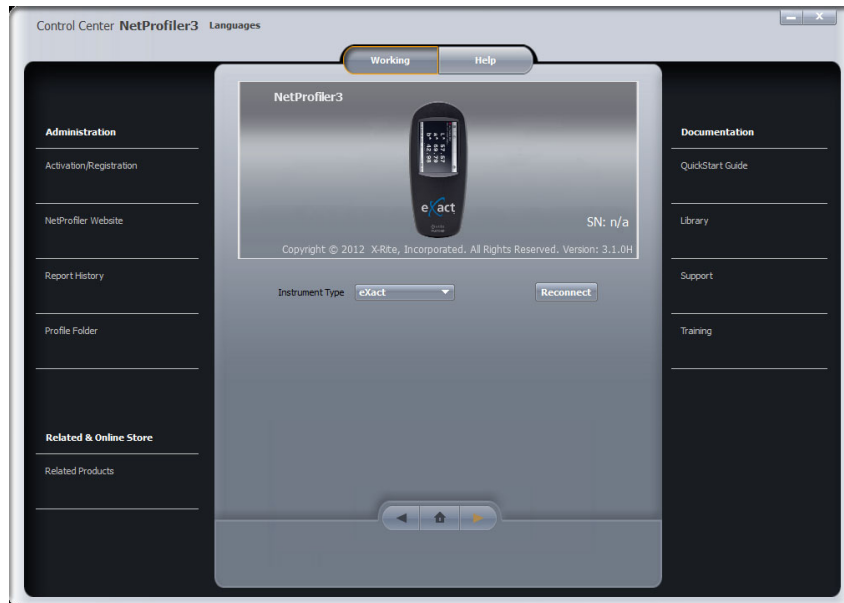 Control Center NetProfiler3 Languages
Working Help
Administration
Activation/Registration
NetProfiler Website
Report History
Profile Folder
Related & Online Store
Related Products
NetProfiler3
eXact
SN: n/a
Copyright © 2012 X-Rite, Incorporated. All Rights Reserved. Version: 3.1.0H
Instrument Type eXact Reconnect
Documentation
QuickStart Guide
Library
Support
Training